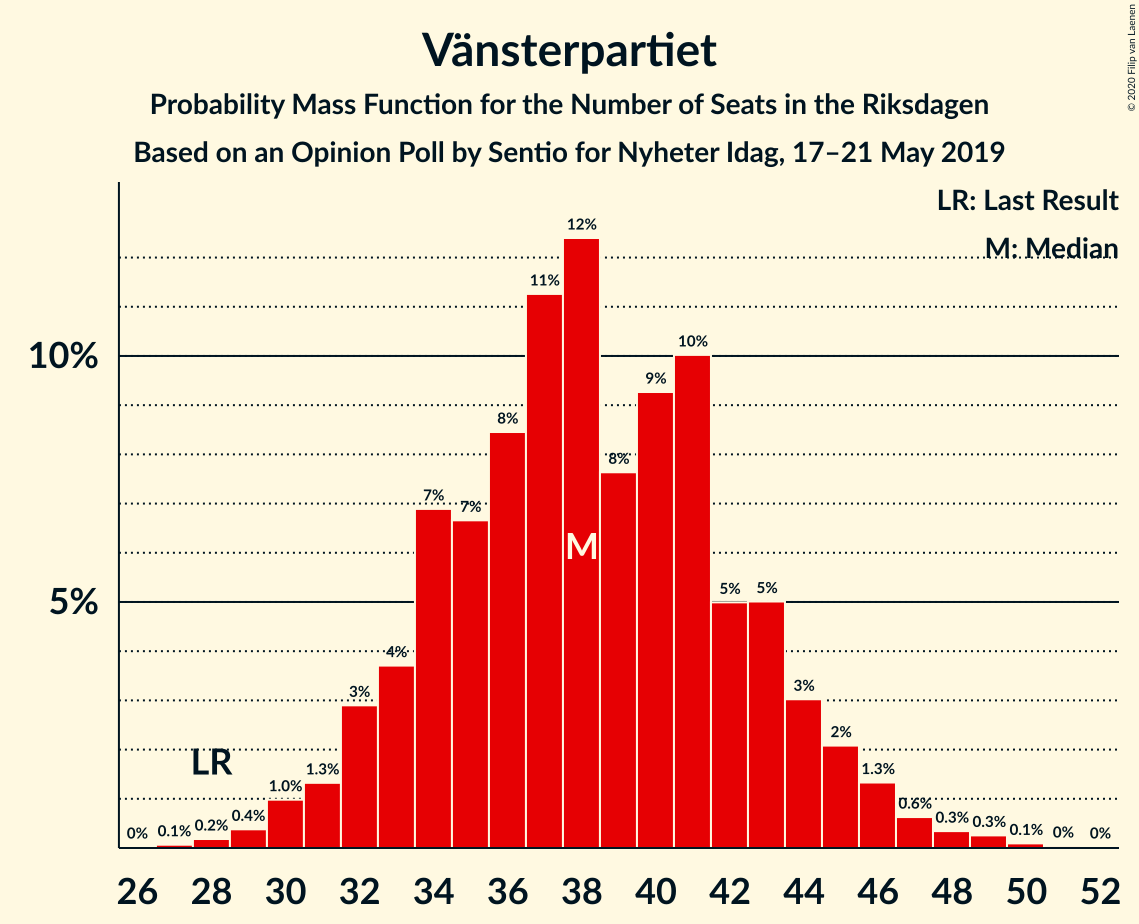 Vänsterpartiet
Probability Mass Function for the Number of Seats in the Riksdagen
Based on an Opinion Poll by Sentio for Nyheter Idag, 17–21 May 2019
© 2020 Filip van Laenen
LR: Last Result
M: Median
10%
5%
0% 0.1% 0.2% 0.4% 1.0% 1.3% 3% 4% 7% 7% 8% 11% 12% 8% 9% 10% 5% 5% 3% 2% 1.3% 0.6% 0.3% 0.3% 0.1% 0% 0%
M
LR
26 28 30 32 34 36 38 40 42 44 46 48 50 52